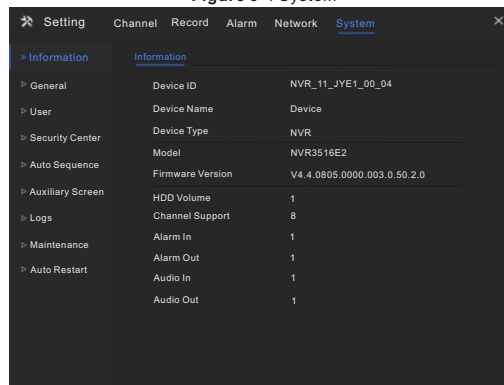 Setting Channel Record Alarm Network System ×
Information Information
General Device ID NVR_11_JYE1_00_04
User Device Name Device
Security Center Device Type NVR
Model NVR3516E2
Auto Sequence Firmware Version V4.4.0805.0000.003.0.50.2.0
Auxiliary Screen HDD Volume 1
Logs Channel Support 8
Maintenance Alarm In 1
Alarm Out 1
Auto Restart Audio In 1
Audio Out 1